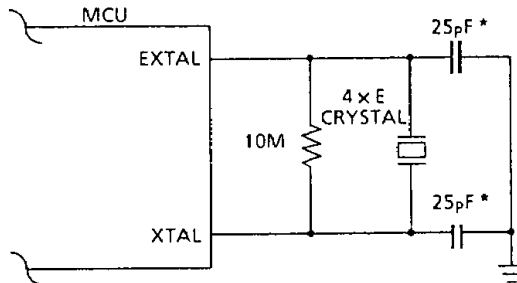 MCU
25pF *
EXTAL
4 x E
CRYSTAL
10M
25pF *
XTAL